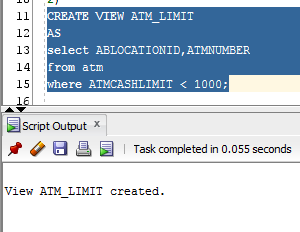 10 2)
11 CREATE VIEW ATM_LIMIT
12 AS
13 select ABLOCATIONID,ATMNUMBER
14 from atm
15 where ATMCASHLIMIT < 1000;
16
Script Output x
Task completed in 0.055 seconds
View ATM_LIMIT created.